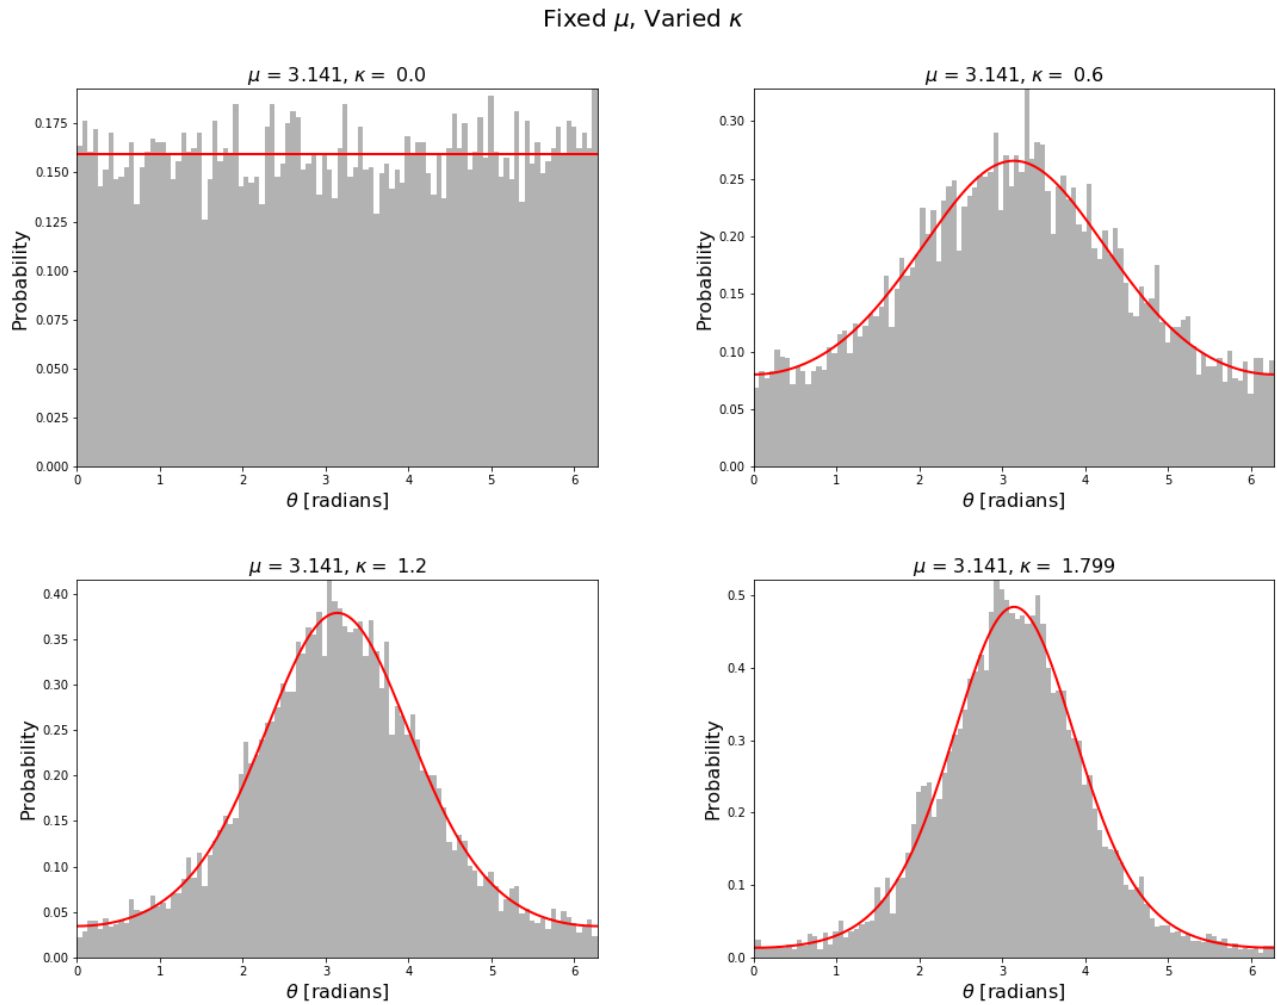 Fixed μ, Varied κ
μ = 3.141, κ = 0.0
Probability
0.175
0.150
0.125
0.100
0.075
0.050
0.025
0.000
0 1 2 3 4 5 6
θ [radians]
μ = 3.141, κ = 0.6
Probability
0.30
0.25
0.20
0.15
0.10
0.05
0.00
0 1 2 3 4 5 6
θ [radians]
μ = 3.141, κ = 1.2
Probability
0.40
0.35
0.30
0.25
0.20
0.15
0.10
0.05
0.00
0 1 2 3 4 5 6
θ [radians]
μ = 3.141, κ = 1.799
Probability
0.5
0.4
0.3
0.2
0.1
0.0
0 1 2 3 4 5 6
θ [radians]